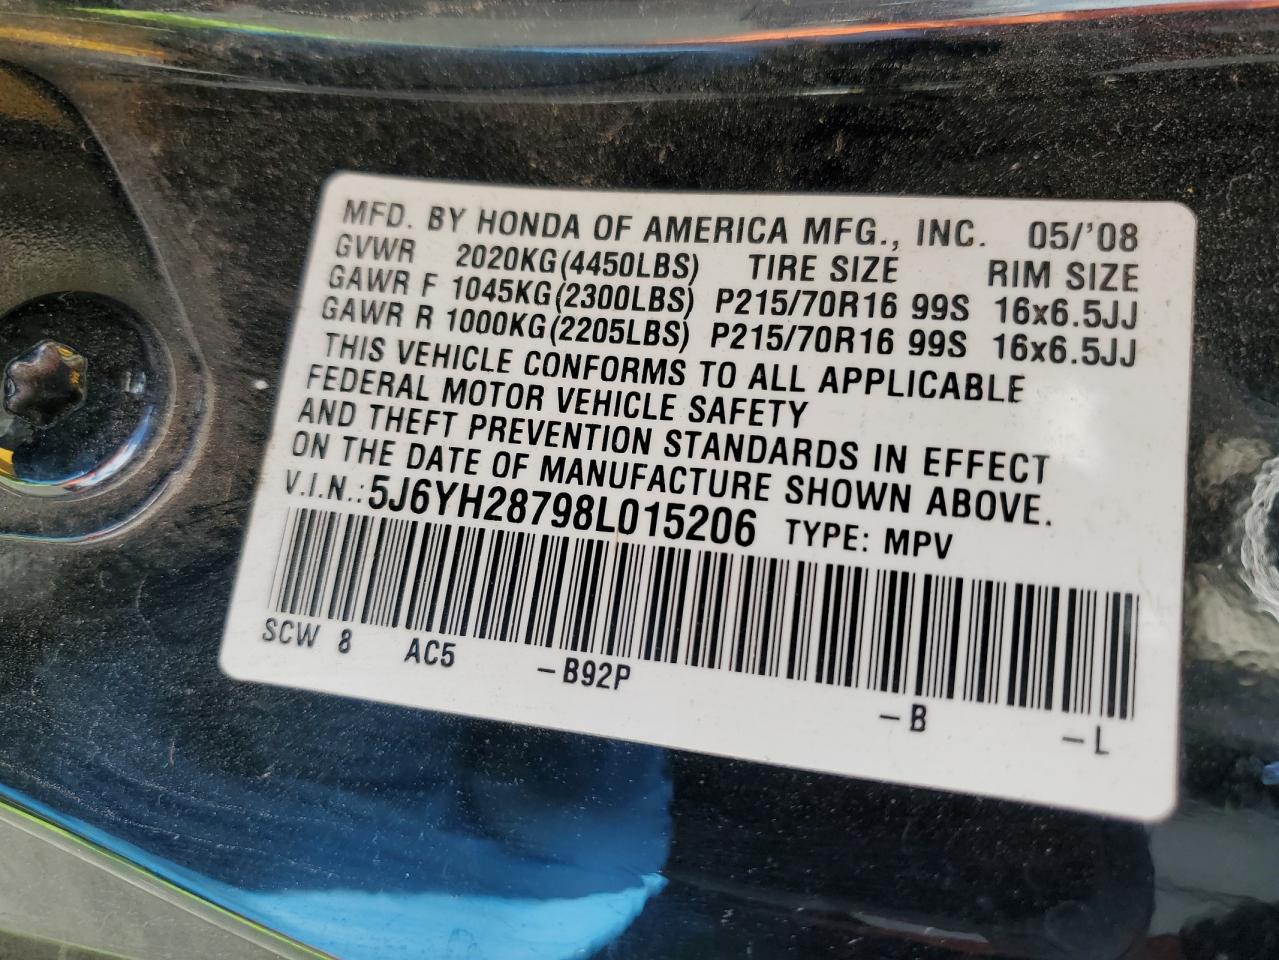 MFD. BY HONDA OF AMERICA MFG., INC. 05/'08
GVWR 2020KG(4450LBS) TIRE SIZE RIM SIZE
GAWR F 1045KG(2300LBS) P215/70R16 99S 16x6.5JJ
GAWR R 1000KG(2205LBS) P215/70R16 99S 16x6.5JJ
THIS VEHICLE CONFORMS TO ALL APPLICABLE
FEDERAL MOTOR VEHICLE SAFETY
AND THEFT PREVENTION STANDARDS IN EFFECT
ON THE DATE OF MANUFACTURE SHOWN ABOVE.
V.I.N.: 5J6YH28798L015206 TYPE: MPV
SCW 8 AC5 -B92P -B -L